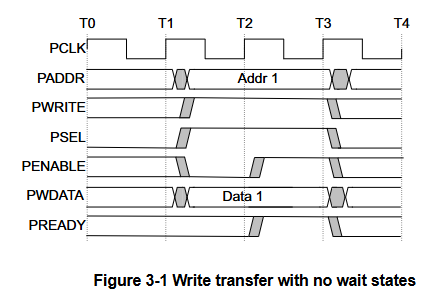 T0 T1 T2 T3 T4
PCLK
PADDR Addr 1
PWRITE
PSEL
PENABLE
PWDATA Data 1
PREADY
Figure 3-1 Write transfer with no wait states